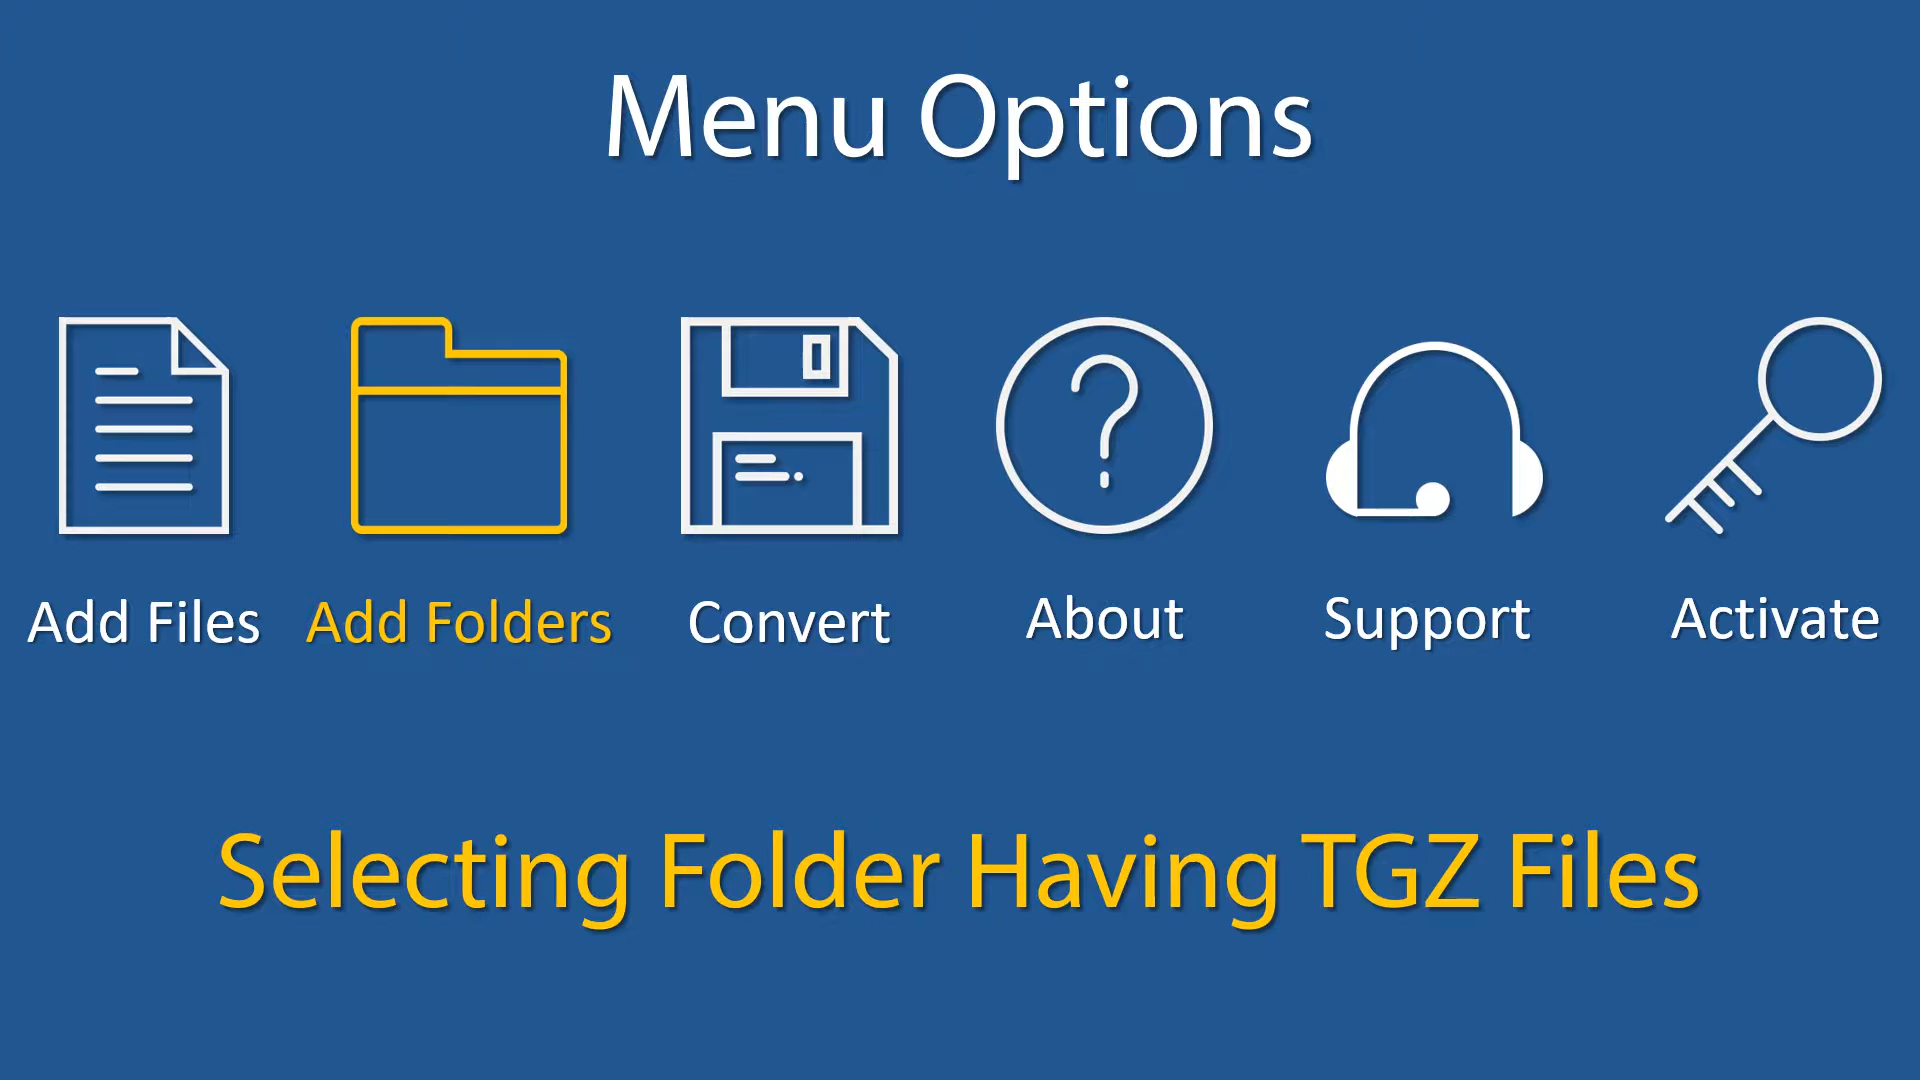 Menu Options
Add Files
Add Folders
Convert
About
Support
Activate
Selecting Folder Having TGZ Files